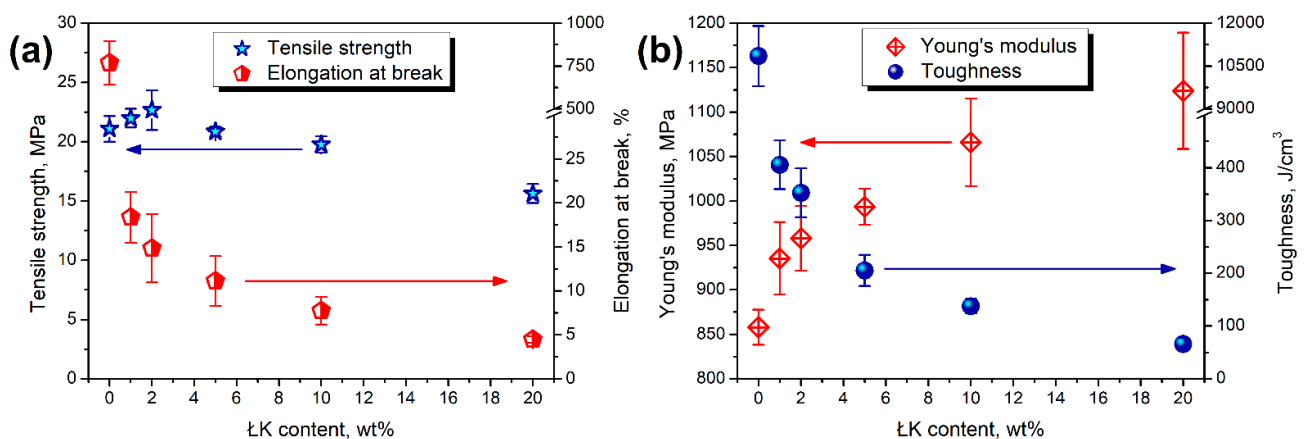 (a)
Tensile strength
Elongation at break
Tensile strength, MPa
30
25
20
15
10
5
0
1000
750
500
25
20
15
10
5
0
Elongation at break, %
0 2 4 6 8 10 12 14 16 18 20
ŁK content, wt%
(b)
Young's modulus
Toughness
Young's modulus, MPa
1200
1150
1100
1050
1000
950
900
850
800
12000
10500
9000
400
300
200
100
0
Toughness, J/cm³
0 2 4 6 8 10 12 14 16 18 20
ŁK content, wt%